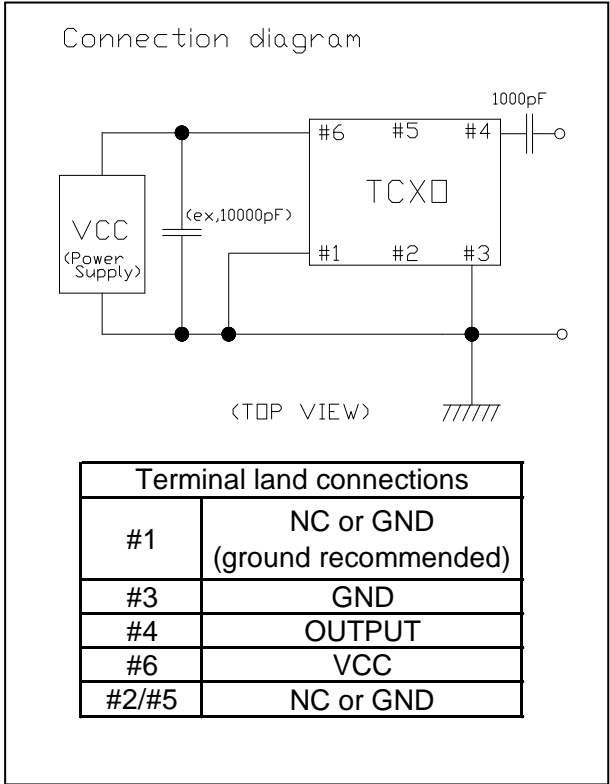 Connection diagram
1000pF
#6 #5 #4
TCXO
(ex,10000pF)
VCC
(Power
Supply)
#1 #2 #3
(TOP VIEW)
Terminal land connections
#1 NC or GND
(ground recommended)
#3 GND
#4 OUTPUT
#6 VCC
#2/#5 NC or GND